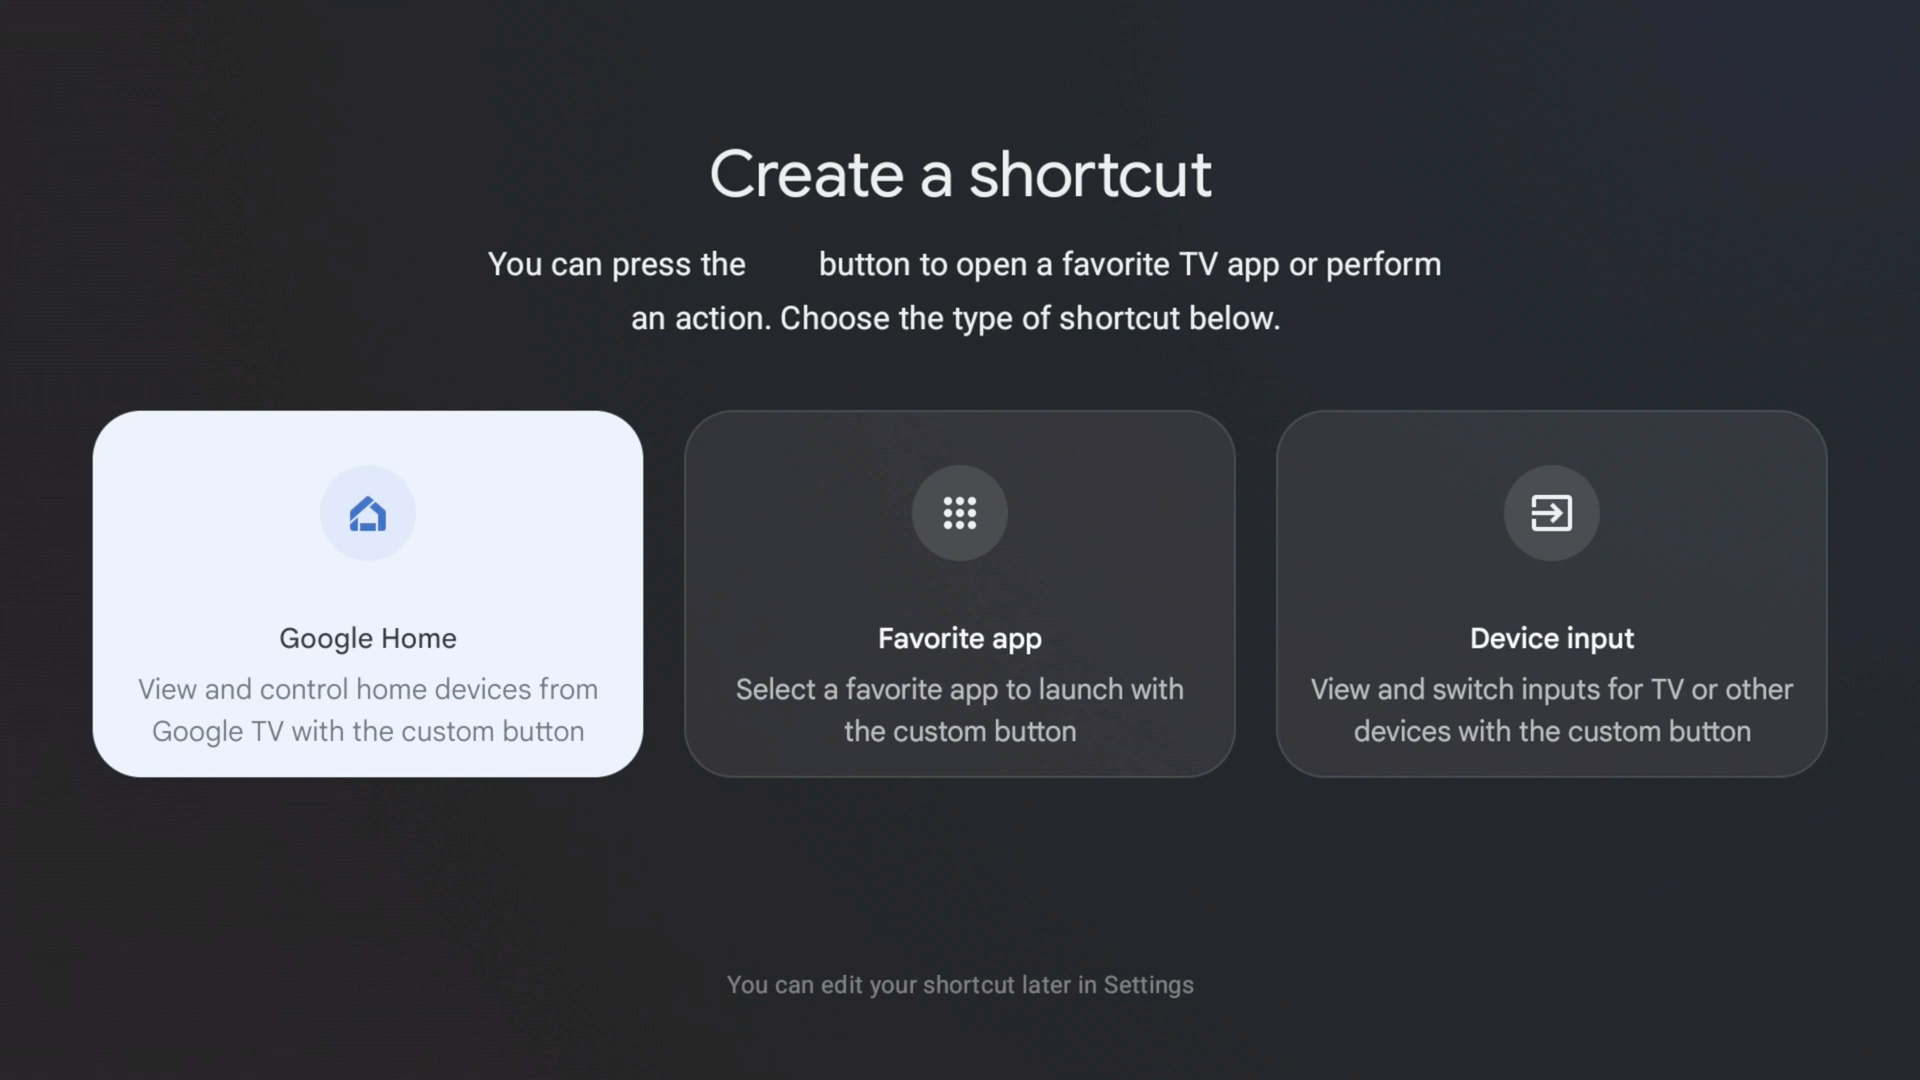 Create a shortcut
You can press the button to open a favorite TV app or perform
an action. Choose the type of shortcut below.
Google Home
View and control home devices from
Google TV with the custom button
Favorite app
Select a favorite app to launch with
the custom button
Device input
View and switch inputs for TV or other
devices with the custom button
You can edit your shortcut later in Settings